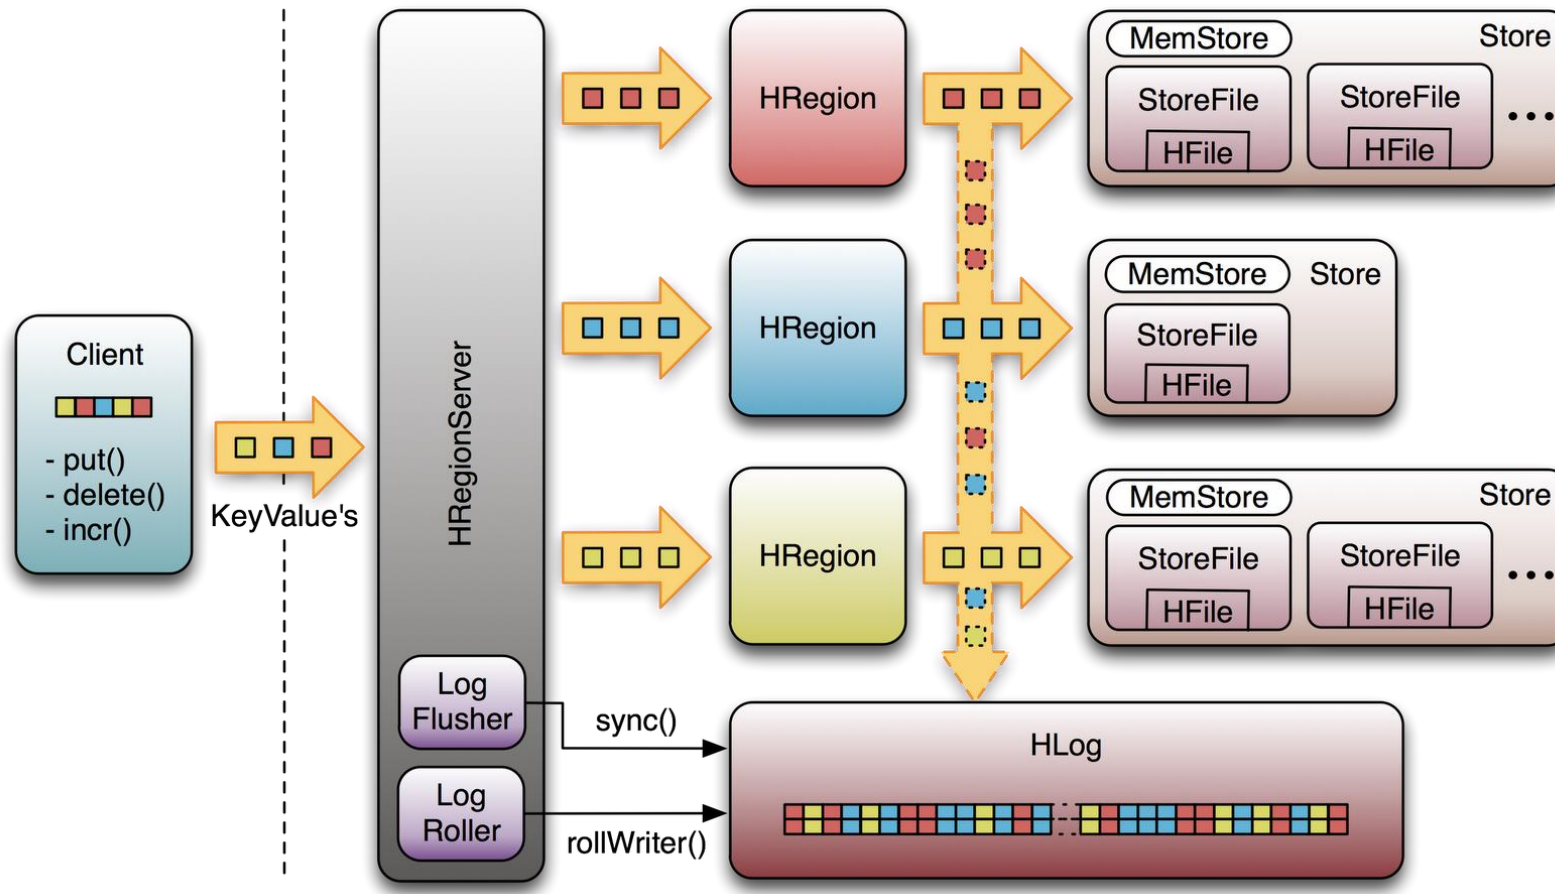 Client
- put()
- delete()
- incr()
KeyValue's
HRegionServer
Log
Flusher
Log
Roller
sync()
rollWriter()
HRegion
MemStore
Store
StoreFile
HFile
StoreFile
HFile
...
HRegion
MemStore
Store
StoreFile
HFile
HRegion
MemStore
Store
StoreFile
HFile
StoreFile
HFile
...
HLog